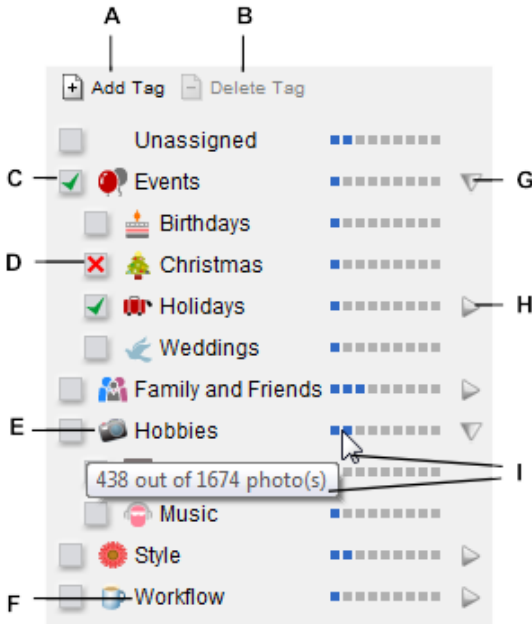 A B
Add Tag Delete Tag
Unassigned
C Events G
Birthdays
D Christmas
Holidays H
Weddings
Family and Friends
E Hobbies
438 out of 1674 photo(s) I
Music
Style
F Workflow